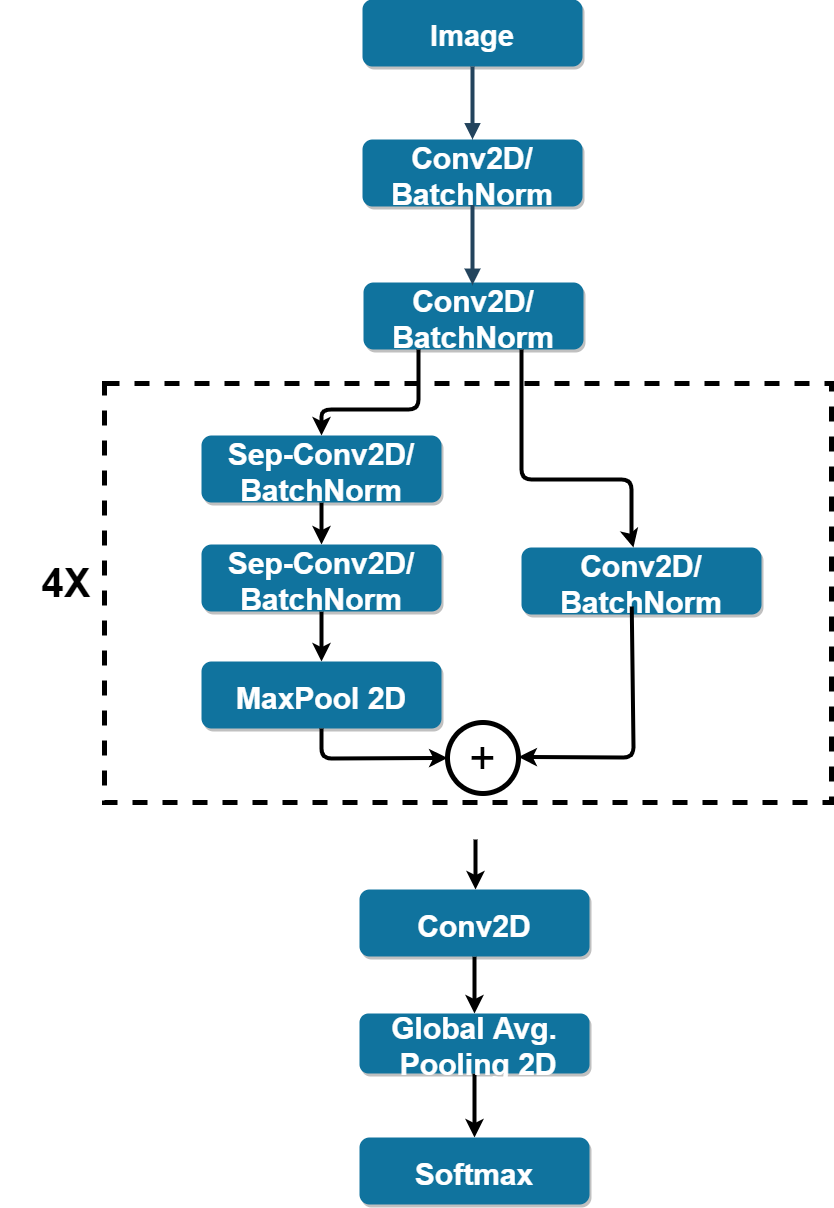 Image
Conv2D/
BatchNorm
Conv2D/
BatchNorm
Sep-Conv2D/
BatchNorm
Sep-Conv2D/
BatchNorm
Conv2D/
BatchNorm
4X
MaxPool 2D
+
Conv2D
Global Avg.
Pooling 2D
Softmax